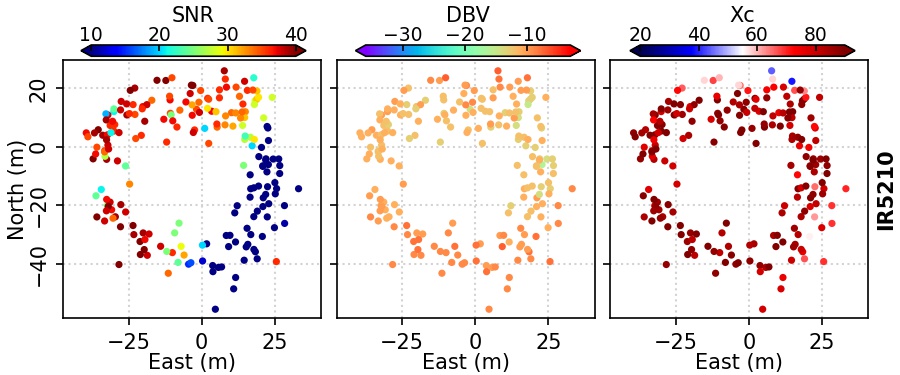 SNR DBV Xc
10 20 30 40 −30 −20 −10 20 40 60 80
20
0
−20
−40
North (m)
−25 0 25 −25 0 25 −25 0 25
East (m) East (m) East (m)
IR5210